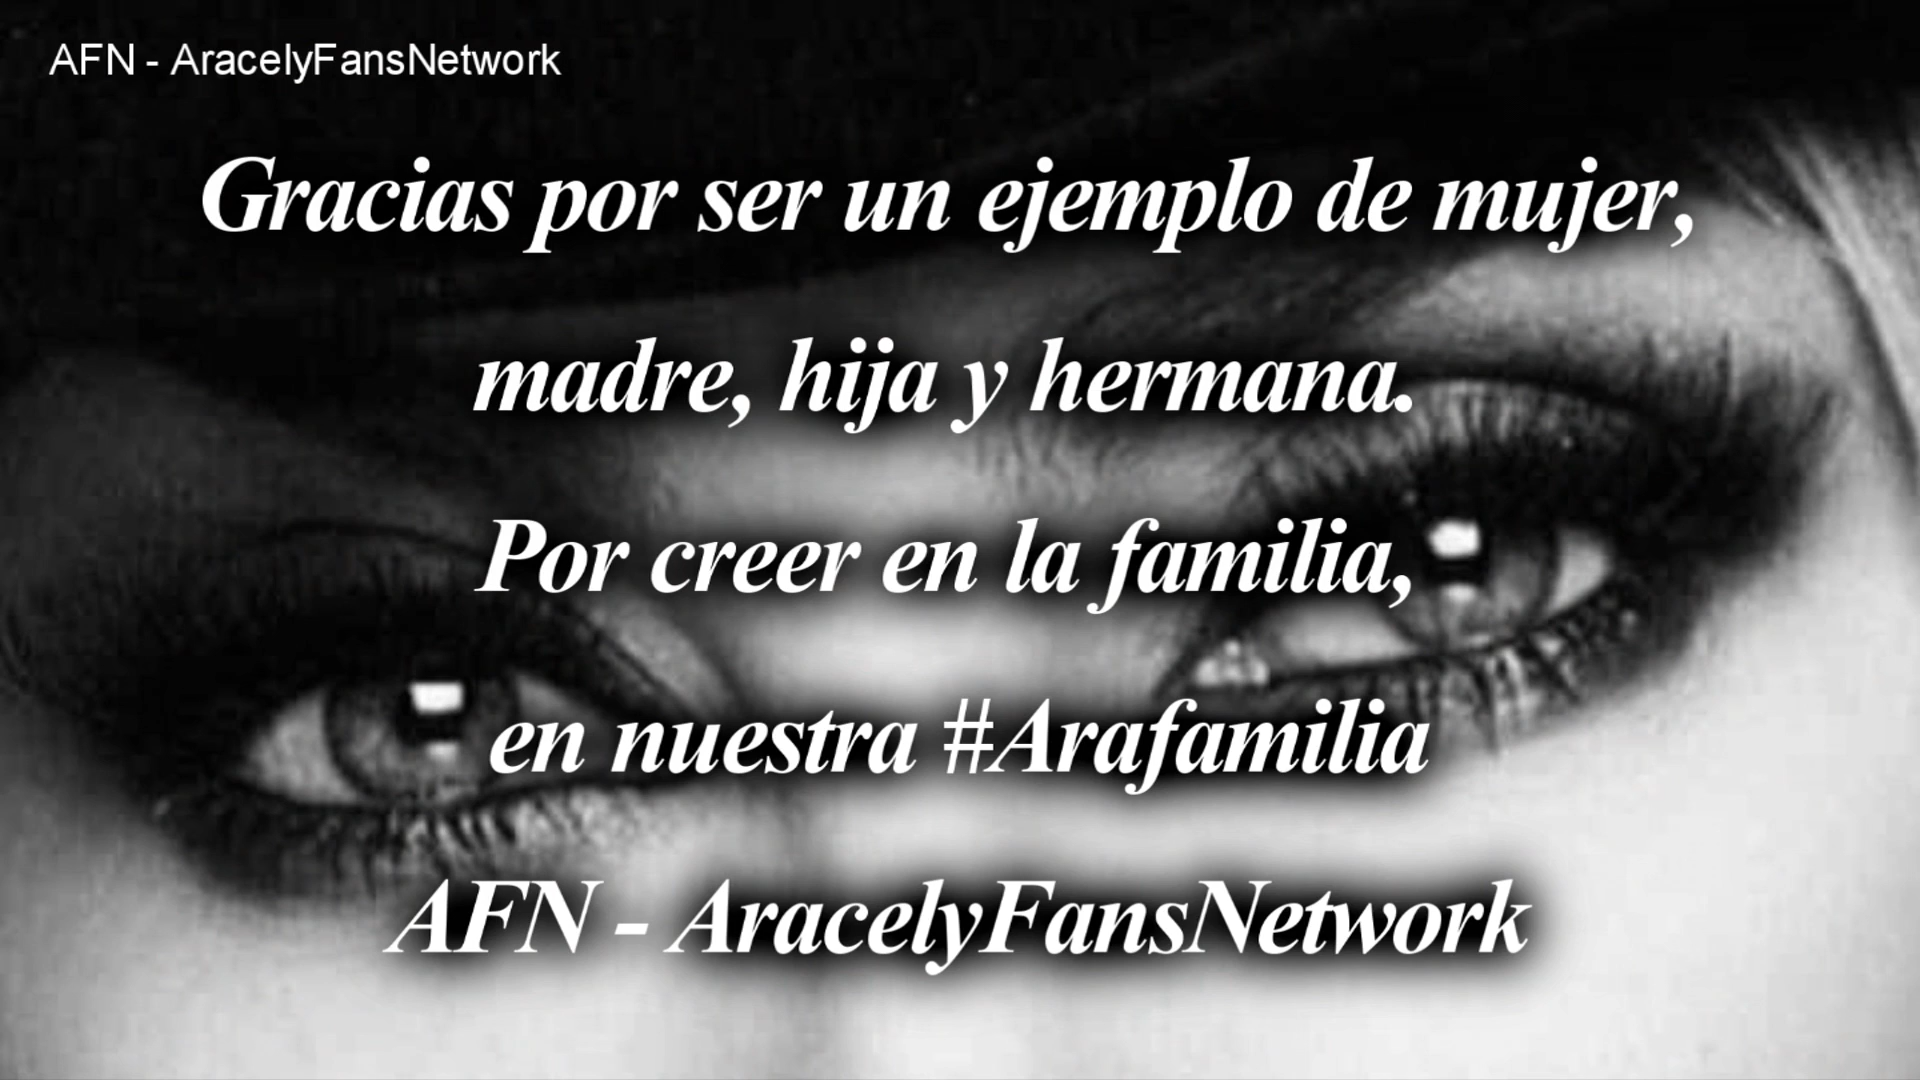 AFN - AracelyFansNetwork
Gracias por ser un ejemplo de mujer,
madre, hija y hermana.
Por creer en la familia,
en nuestra #Arafamilia
AFN - AracelyFansNetwork